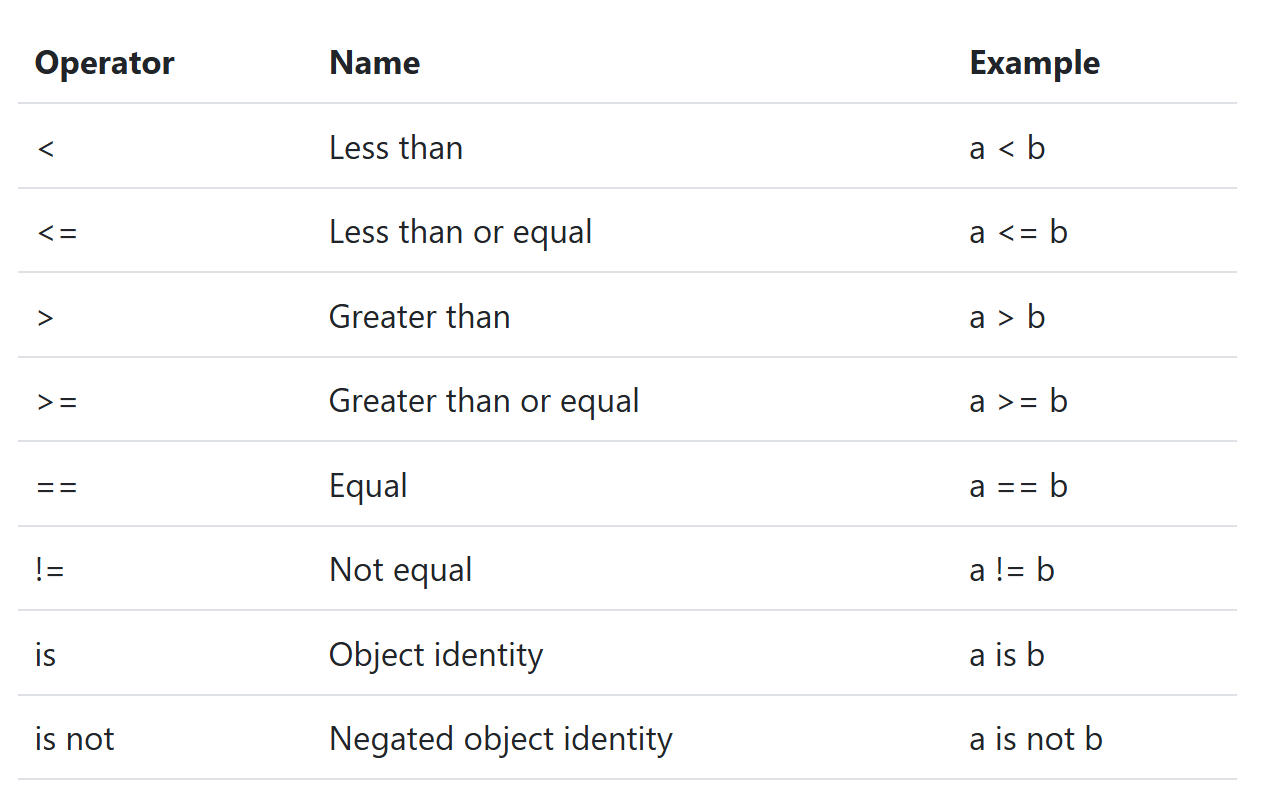 Operator Name Example
< Less than a < b
<= Less than or equal a <= b
> Greater than a > b
>= Greater than or equal a >= b
== Equal a == b
!= Not equal a != b
is Object identity a is b
is not Negated object identity a is not b